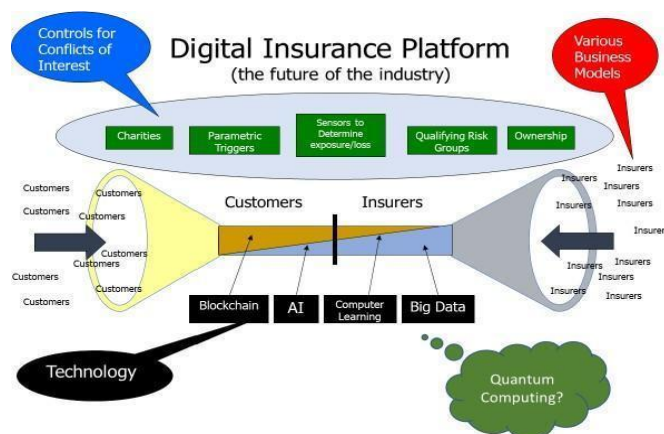 Controls for
Conflicts of
Interest
Digital Insurance Platform
(the future of the industry)
Various
Business
Models
Charities
Parametric
Triggers
Sensors to
Determine
exposure/loss
Qualifying Risk
Groups
Ownership
Customers
Customers
Customers
Customers
Customers
Customers
Customers
Customers
Customers
Customers
Insurers
Insurers
Insurers
Insurers
Insurers
Insurers
Insurers
Insurers
Insurers
Insurers
Insurers
Insurers
Blockchain
AI
Computer
Learning
Big Data
Technology
Quantum
Computing?